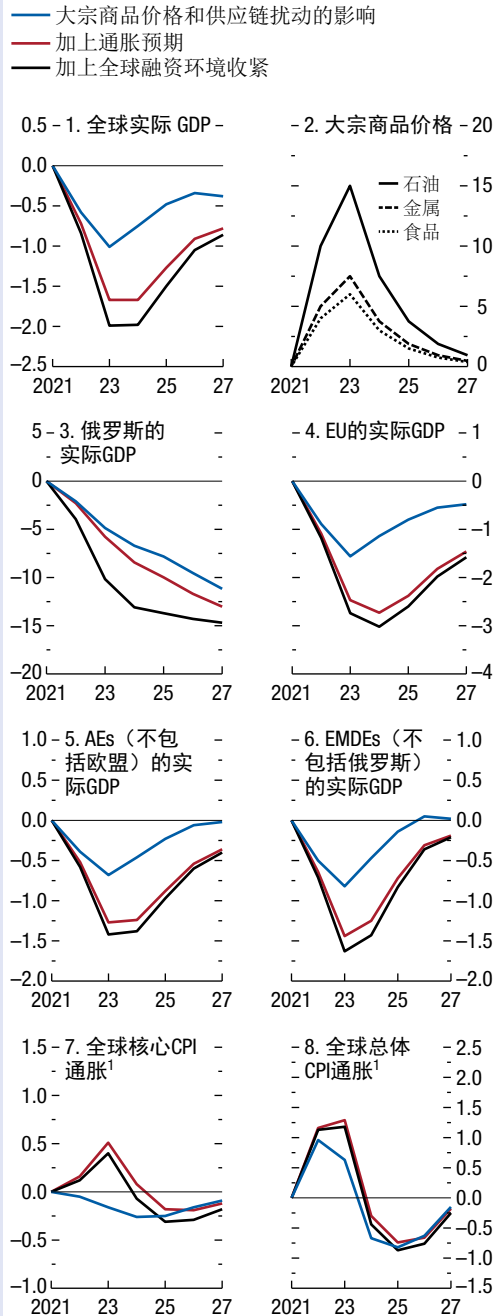 大宗商品价格和供应链扰动的影响
加上通胀预期
加上全球融资环境收紧
1. 全球实际 GDP
0.5
0.0
–0.5
–1.0
–1.5
–2.0
–2.5
2021 23 25 27
2. 大宗商品价格
石油
金属
食品
20
15
10
5
0
2021 23 25 27
3. 俄罗斯的
实际GDP
5
0
–5
–10
–15
–20
2021 23 25 27
4. EU的实际GDP
1
0
–1
–2
–3
–4
2021 23 25 27
5. AEs（不包
括欧盟）的实
际GDP
1.0
0.5
0.0
–0.5
–1.0
–1.5
–2.0
2021 23 25 27
6. EMDEs（不
包括俄罗斯）
的实际GDP
1.0
0.5
0.0
–0.5
–1.0
–1.5
–2.0
2021 23 25 27
7. 全球核心CPI
通胀¹
1.5
1.0
0.5
0.0
–0.5
–1.0
2021 23 25 27
8. 全球总体
CPI通胀¹
2.5
2.0
1.5
1.0
0.5
0.0
–0.5
–1.0
–1.5
2021 23 25 27